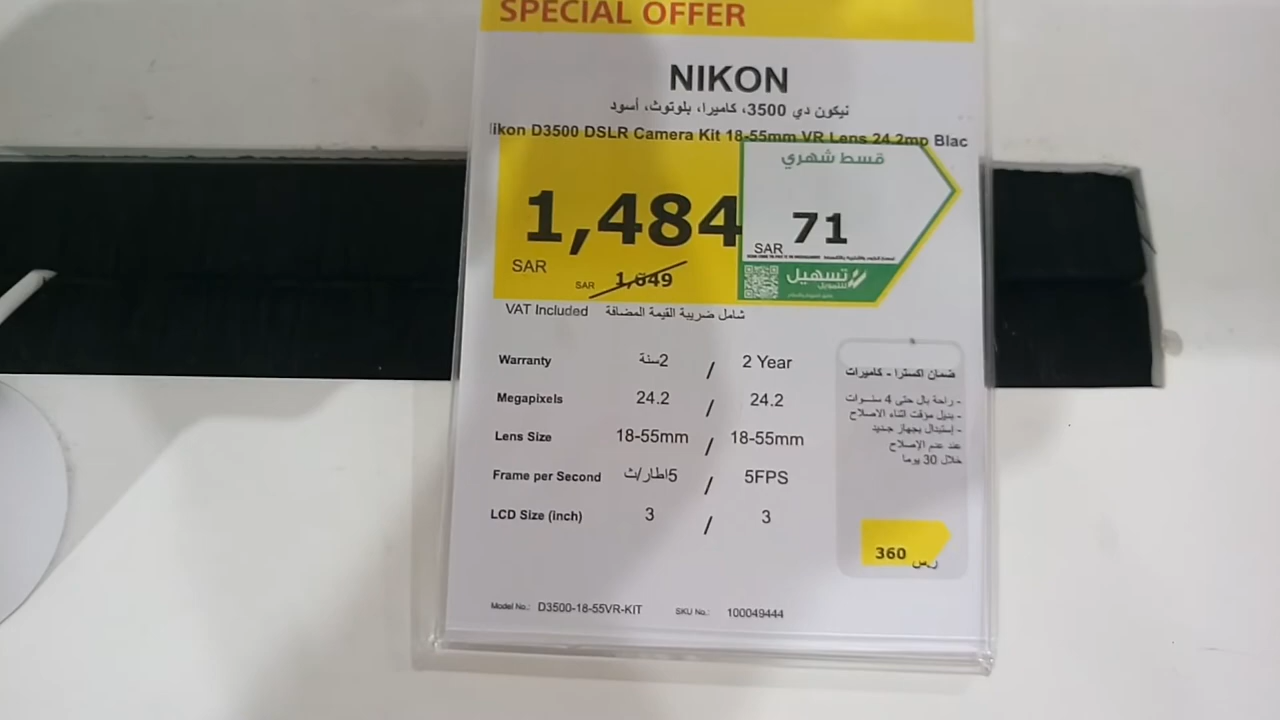 SPECIAL OFFER
NIKON
نيكون دي 3500، كاميرا، بلوتوث، أسود
ikon D3500 DSLR Camera Kit 18-55mm VR Lens 24.2mp Blac
قسط شهري
1,484
SAR
SAR 1,649
SAR 71
تسهيل
للتمويل
VAT Included شامل ضريبة القيمة المضافة
Warranty 2سنة / 2 Year
Megapixels 24.2 / 24.2
Lens Size 18-55mm / 18-55mm
Frame per Second 5اطار/ث / 5FPS
LCD Size (inch) 3 / 3
ضمان اكسترا - كاميرات
- راحة بال حتى 4 سنوات
- بديل مؤقت اثناء الاصلاح
- إستبدال بجهاز جديد
عند عدم الإصلاح
خلال 30 يوما
360 ر.س
Model No.: D3500-18-55VR-KIT SKU No.: 100049444